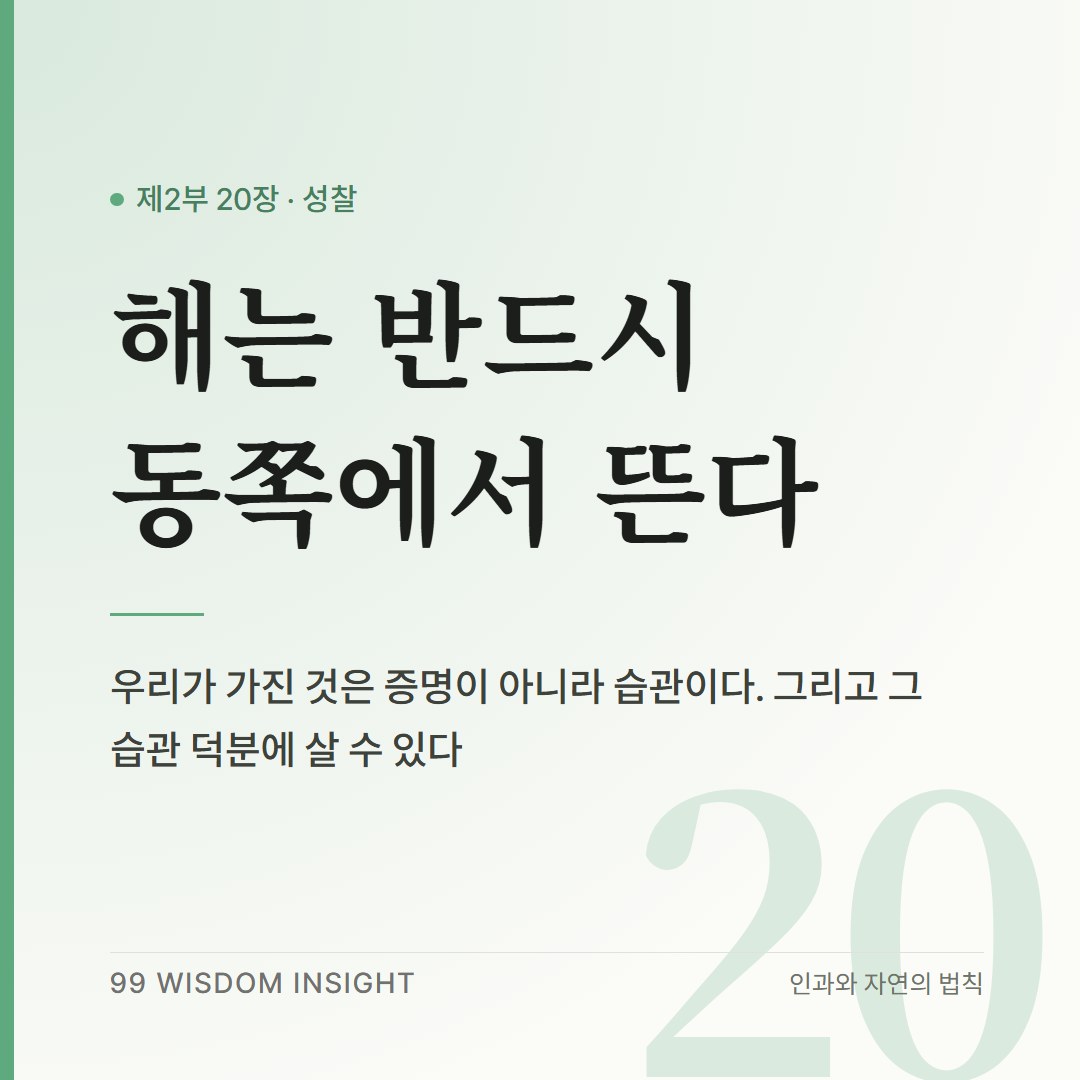 제2부 20장 · 성찰
해는 반드시
동쪽에서 뜬다
우리가 가진 것은 증명이 아니라 습관이다. 그리고 그
습관 덕분에 살 수 있다
20
99 WISDOM INSIGHT
인과와 자연의 법칙